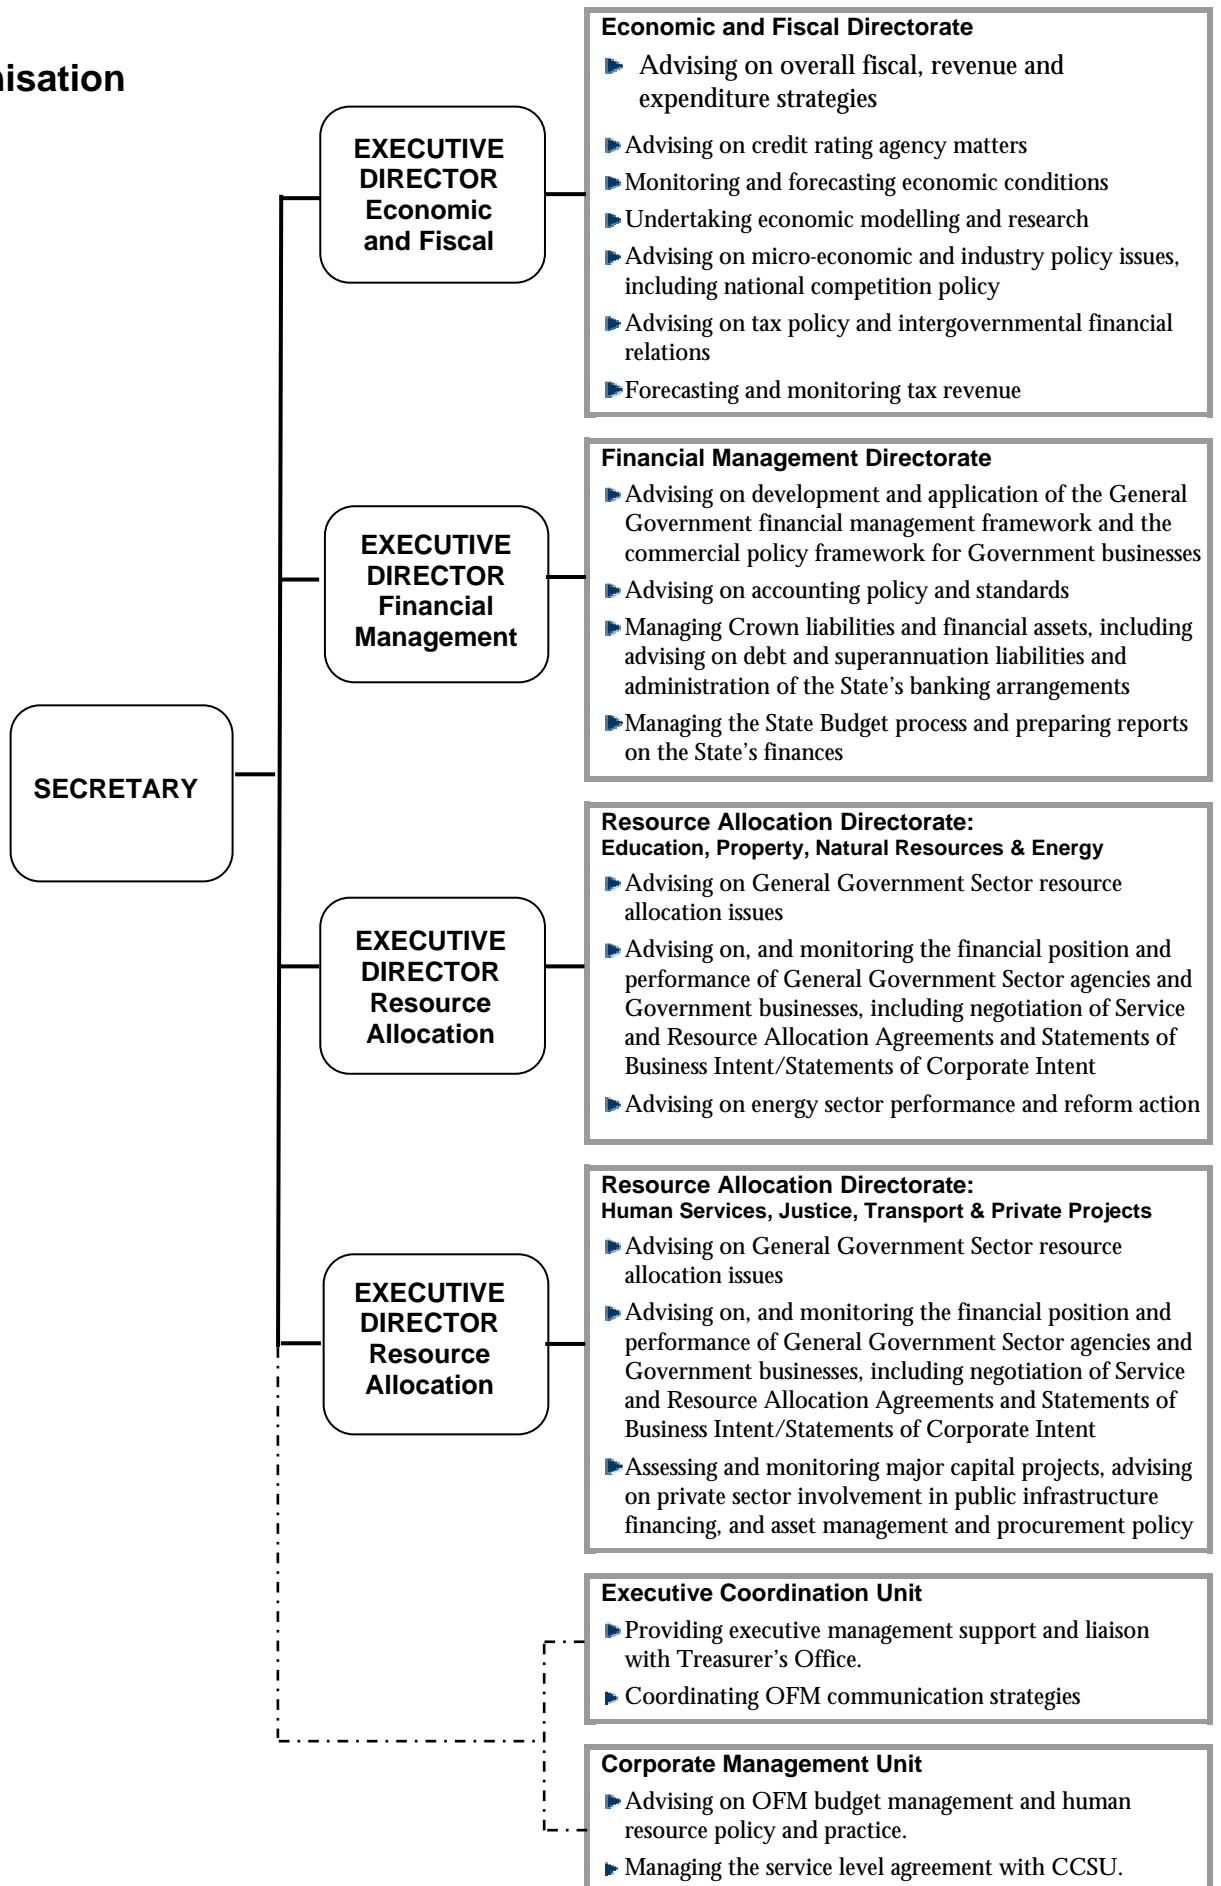 nisation
EXECUTIVE
DIRECTOR
Economic
and Fiscal
Economic and Fiscal Directorate
Advising on overall fiscal, revenue and
expenditure strategies
Advising on credit rating agency matters
Monitoring and forecasting economic conditions
Undertaking economic modelling and research
Advising on micro-economic and industry policy issues,
including national competition policy
Advising on tax policy and intergovernmental financial
relations
Forecasting and monitoring tax revenue
EXECUTIVE
DIRECTOR
Financial
Management
Financial Management Directorate
Advising on development and application of the General
Government financial management framework and the
commercial policy framework for Government businesses
Advising on accounting policy and standards
Managing Crown liabilities and financial assets, including
advising on debt and superannuation liabilities and
administration of the State's banking arrangements
Managing the State Budget process and preparing reports
on the State's finances
SECRETARY
EXECUTIVE
DIRECTOR
Resource
Allocation
Resource Allocation Directorate:
Education, Property, Natural Resources & Energy
Advising on General Government Sector resource
allocation issues
Advising on, and monitoring the financial position and
performance of General Government Sector agencies and
Government businesses, including negotiation of Service
and Resource Allocation Agreements and Statements of
Business Intent/Statements of Corporate Intent
Advising on energy sector performance and reform action
EXECUTIVE
DIRECTOR
Resource
Allocation
Resource Allocation Directorate:
Human Services, Justice, Transport & Private Projects
Advising on General Government Sector resource
allocation issues
Advising on, and monitoring the financial position and
performance of General Government Sector agencies and
Government businesses, including negotiation of Service
and Resource Allocation Agreements and Statements of
Business Intent/Statements of Corporate Intent
Assessing and monitoring major capital projects, advising
on private sector involvement in public infrastructure
financing, and asset management and procurement policy
Executive Coordination Unit
Providing executive management support and liaison
with Treasurer's Office.
Coordinating OFM communication strategies
Corporate Management Unit
Advising on OFM budget management and human
resource policy and practice.
Managing the service level agreement with CCSU.